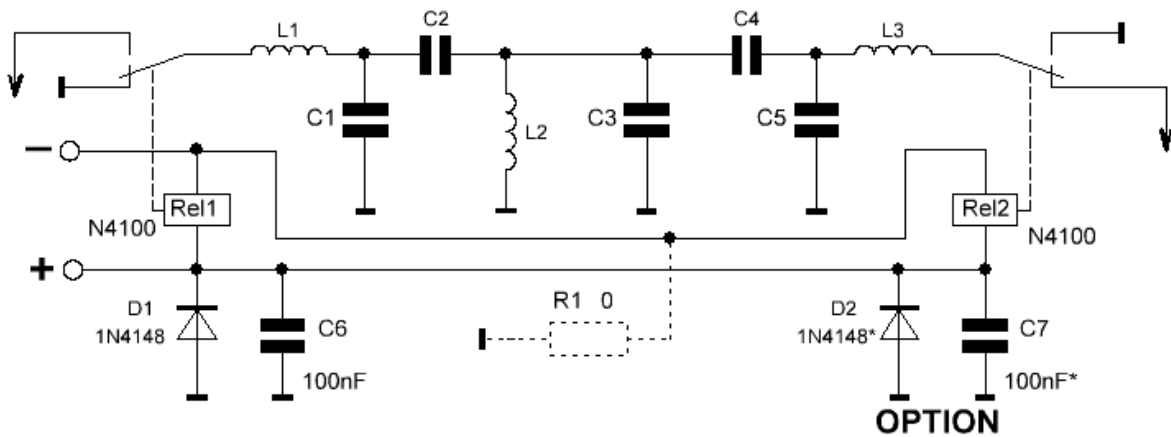 C2
C4
L1
L3
C1
L2
C3
C5
−
Rel1
Rel2
N4100
N4100
+
D1
1N4148
C6
100nF
R1 0
D2
1N4148*
C7
100nF*
OPTION